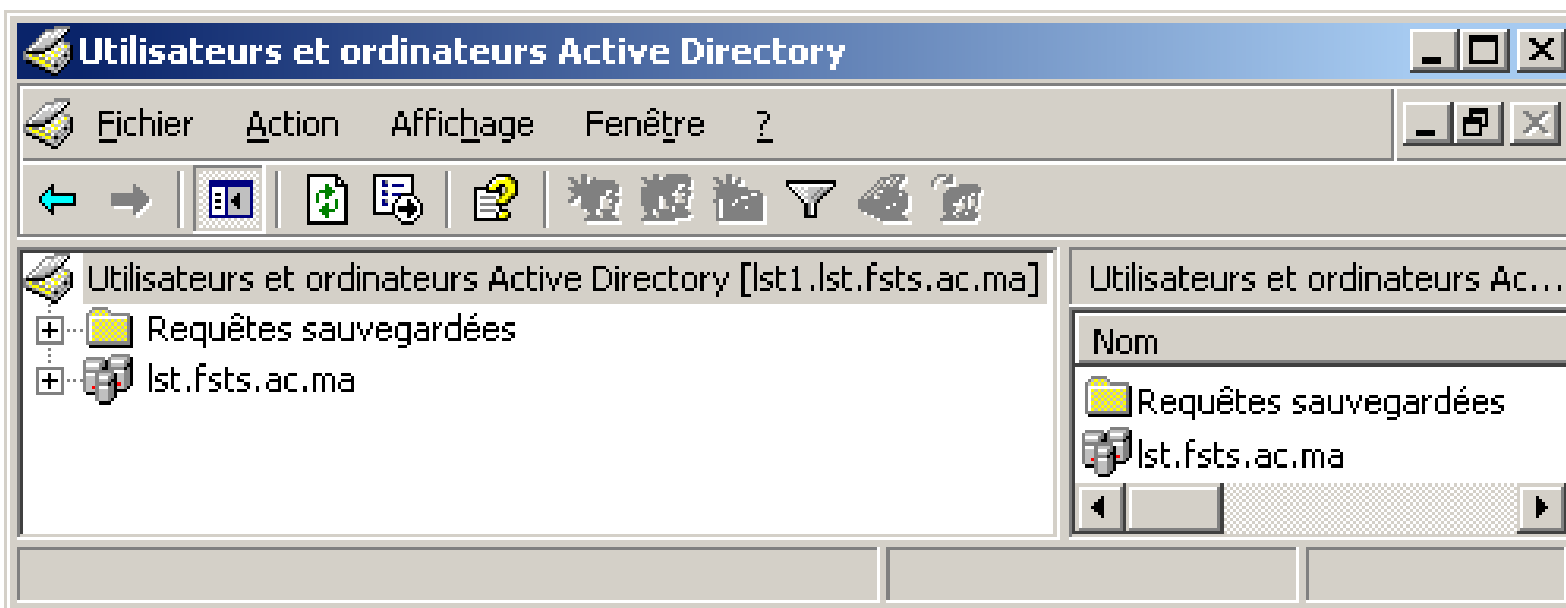 Utilisateurs et ordinateurs Active Directory
Fichier Action Affichage Fenêtre ?
Utilisateurs et ordinateurs Active Directory [lst1.lst.fsts.ac.ma]
Requêtes sauvegardées
lst.fsts.ac.ma
Utilisateurs et ordinateurs Ac...
Nom
Requêtes sauvegardées
lst.fsts.ac.ma